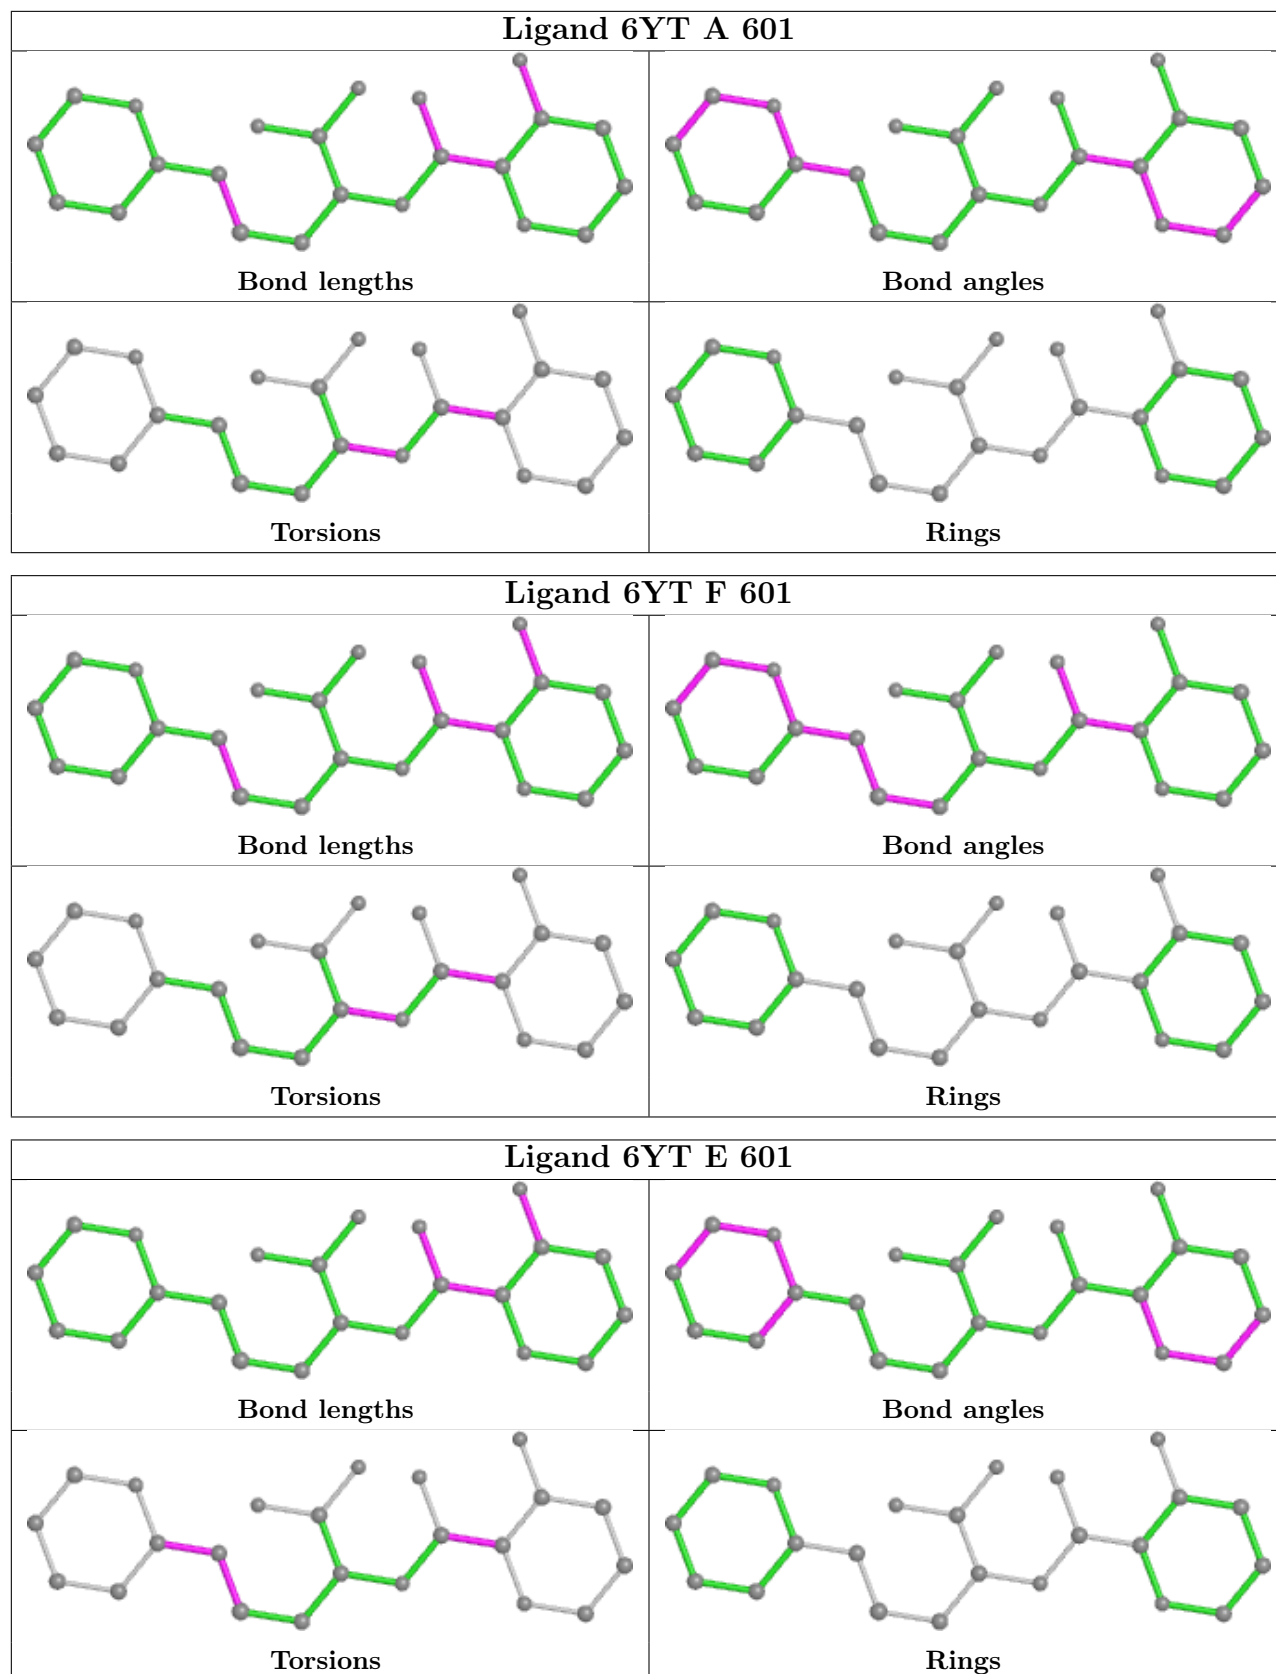 Ligand 6YT A 601
Bond lengths
Bond angles
Torsions
Rings
Ligand 6YT F 601
Bond lengths
Bond angles
Torsions
Rings
Ligand 6YT E 601
Bond lengths
Bond angles
Torsions
Rings